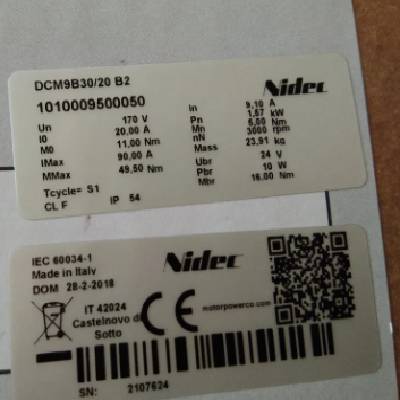 DCM9B30/20 B2
Nidec
1010009500050
Un 170 V In 9,10 A
I0 20,00 A Pn 1,57 kW
M0 11,00 Nm Mn 5,00 Nm
IMax 90,00 A nN 3000 rpm
MMax 49,50 Nm Mass 23,91 kg
Ubr 24 V
Tcycle= S1 Pbr 10 W
CL F IP 54 Mbr 16,00 Nm
IEC 60034-1
Made in Italy
Nidec
DOM 28-2-2018
IT 42024
Castelnovo di
Sotto
CE
motorpowerco.com
SN: 2107624